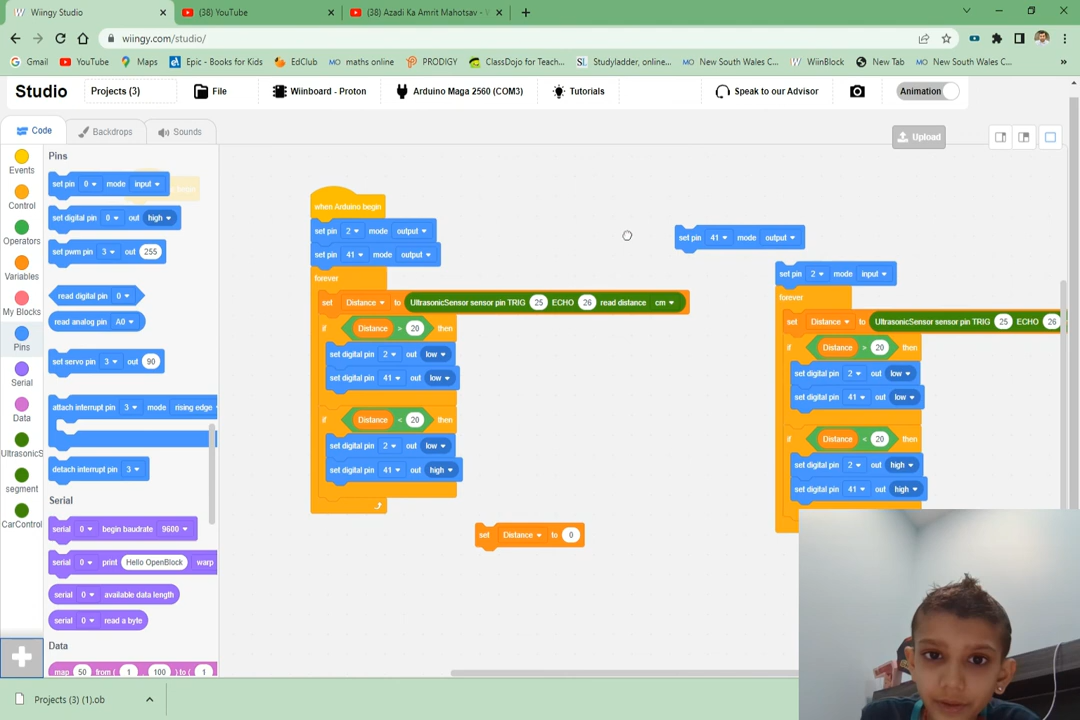 Wiingy Studio
(38) YouTube
(38) Azadi Ka Amrit Mahotsav - V
wiingy.com/studio/
Gmail YouTube Maps Epic - Books for Kids EdClub maths online PRODIGY ClassDojo for Teach... Studyladder, online... New South Wales C... WiinBlock New Tab New South Wales C...
Studio Projects (3) File Wiinboard - Proton Arduino Maga 2560 (COM3) Tutorials Speak to our Advisor Animation
Code Backdrops Sounds
Upload
Events
Control
Operators
Variables
My Blocks
Pins
Serial
Data
UltrasonicS
segment
CarControl
Pins
set pin 0 mode input
set digital pin 0 out high
set pwm pin 3 out 255
read digital pin 0
read analog pin A0
set servo pin 3 out 90
attach interrupt pin 3 mode rising edge
detach interrupt pin 3
Serial
serial 0 begin baudrate 9600
serial 0 print Hello OpenBlock warp
serial 0 available data length
serial 0 read a byte
Data
map 50 from ( 1 , 100 ) to ( 1
when Arduino begin
set pin 2 mode output
set pin 41 mode output
forever
set Distance to UltrasonicSensor sensor pin TRIG 25 ECHO 26 read distance cm
if Distance > 20 then
set digital pin 2 out low
set digital pin 41 out low
if Distance < 20 then
set digital pin 2 out low
set digital pin 41 out high
set Distance to 0
set pin 41 mode output
set pin 2 mode input
forever
set Distance to UltrasonicSensor sensor pin TRIG 25 ECHO 26
if Distance > 20 then
set digital pin 2 out low
set digital pin 41 out low
if Distance < 20 then
set digital pin 2 out high
set digital pin 41 out high
Projects (3) (1).ob